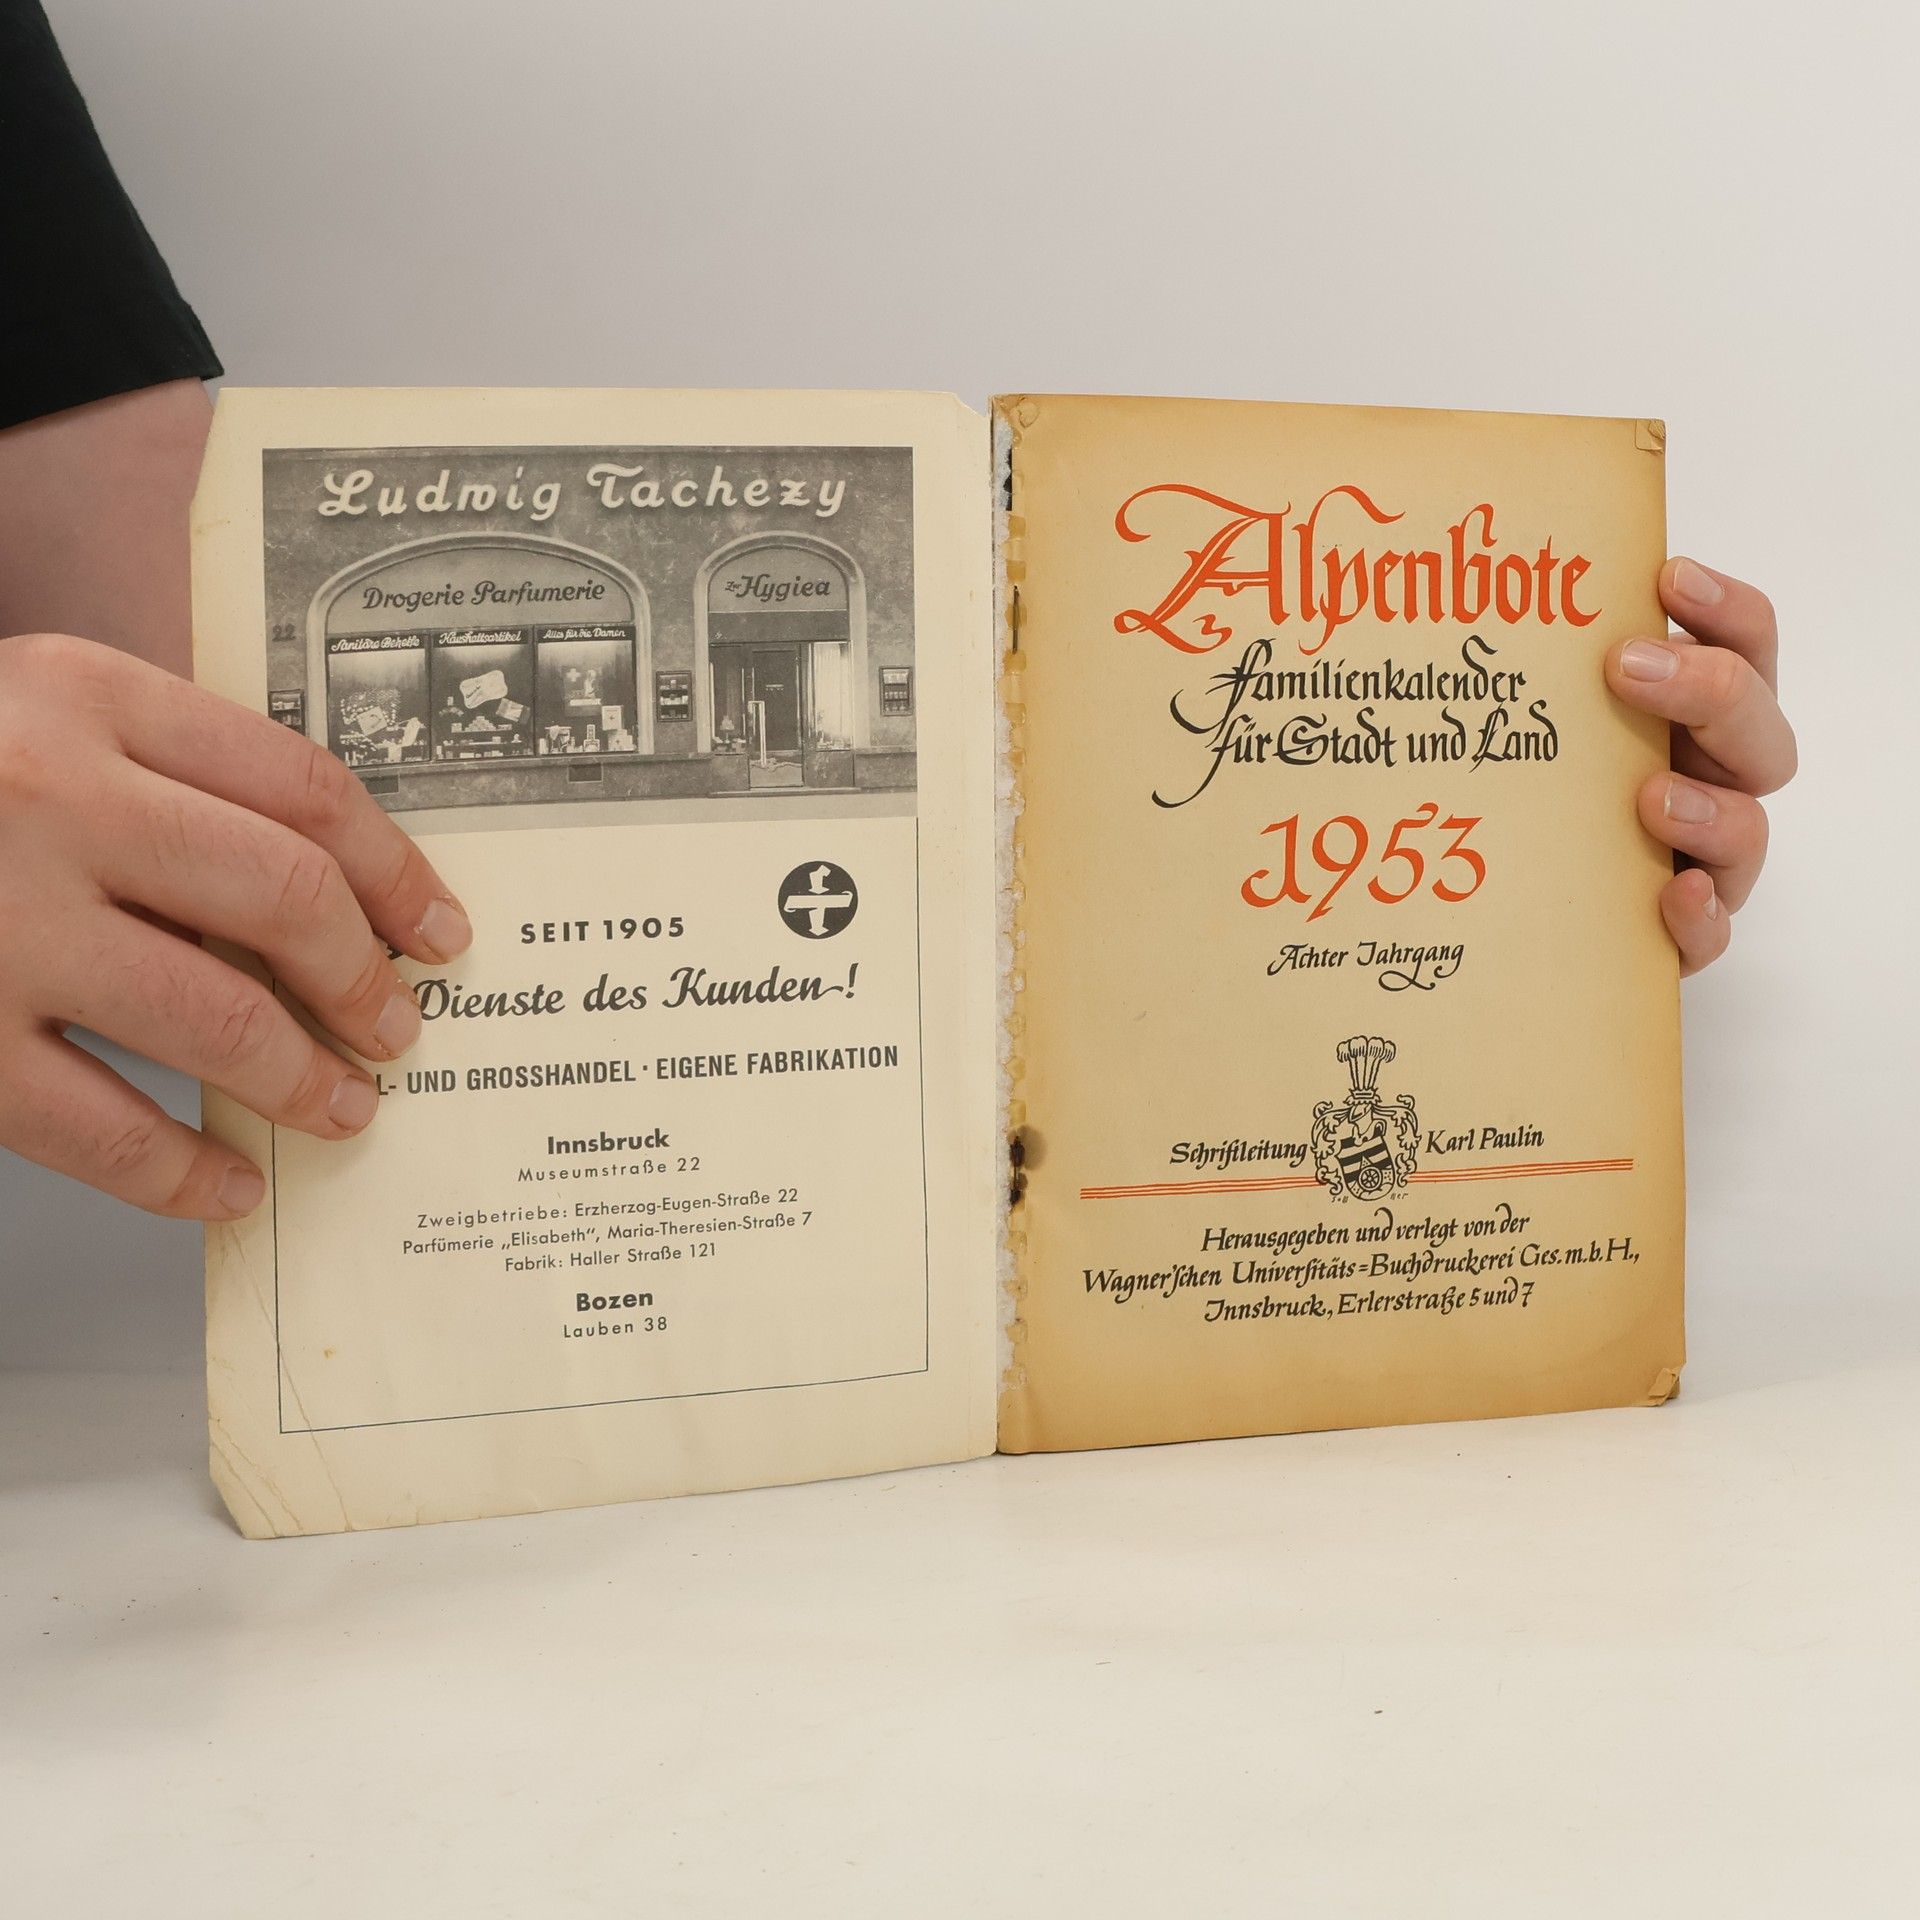 Ludwig Tachezy
Drogerie Parfumerie
Zur Hygiea
22
Sanitäre Behelfe
Haushaltsartikel
Alles für die Damen
SEIT 1905
Dienste des Kunden!
L- UND GROSSHANDEL · EIGENE FABRIKATION
Innsbruck
Museumstraße 22
Zweigbetriebe: Erzherzog-Eugen-Straße 22
Parfümerie „Elisabeth“, Maria-Theresien-Straße 7
Fabrik: Haller Straße 121
Bozen
Lauben 38
Alpenbote
Familienkalender
für Stadt und Land
1953
Achter Jahrgang
Schriftleitung Karl Paulin
Herausgegeben und verlegt von der
Wagner'schen Universitäts=Buchdruckerei Ges.m.b.H.,
Innsbruck, Erlerstraße 5 und 7